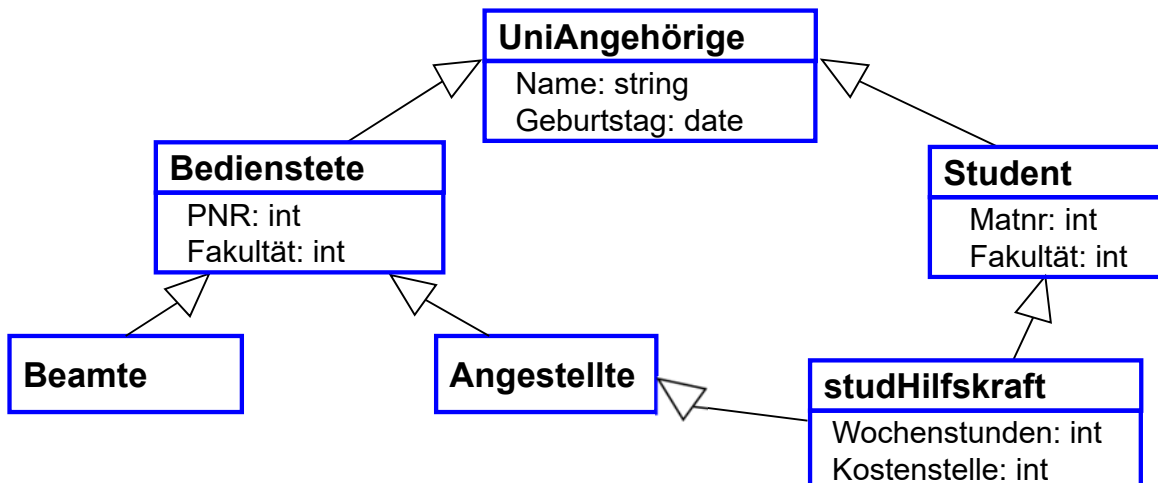 UniAngehörige
Name: string
Geburtstag: date
Bedienstete
PNR: int
Fakultät: int
Student
Matnr: int
Fakultät: int
Beamte
Angestellte
studHilfskraft
Wochenstunden: int
Kostenstelle: int